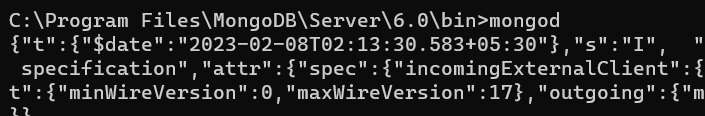 C:\Program Files\MongoDB\Server\6.0\bin>mongod
{"t":{"$date":"2023-02-08T02:13:30.583+05:30"},"s":"I",  "
 specification","attr":{"spec":{"incomingExternalClient":{
t":{"minWireVersion":0,"maxWireVersion":17},"outgoing":{"m
}}